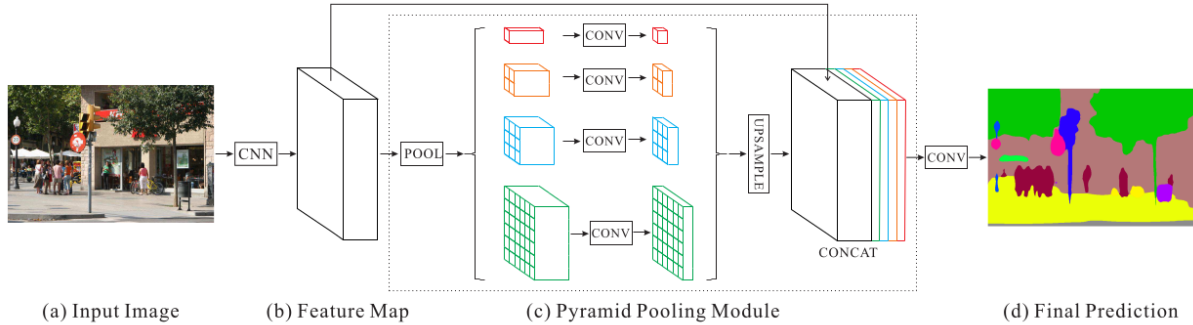 CNN
POOL
CONV
CONV
CONV
CONV
UPSAMPLE
CONCAT
CONV
(a) Input Image
(b) Feature Map
(c) Pyramid Pooling Module
(d) Final Prediction